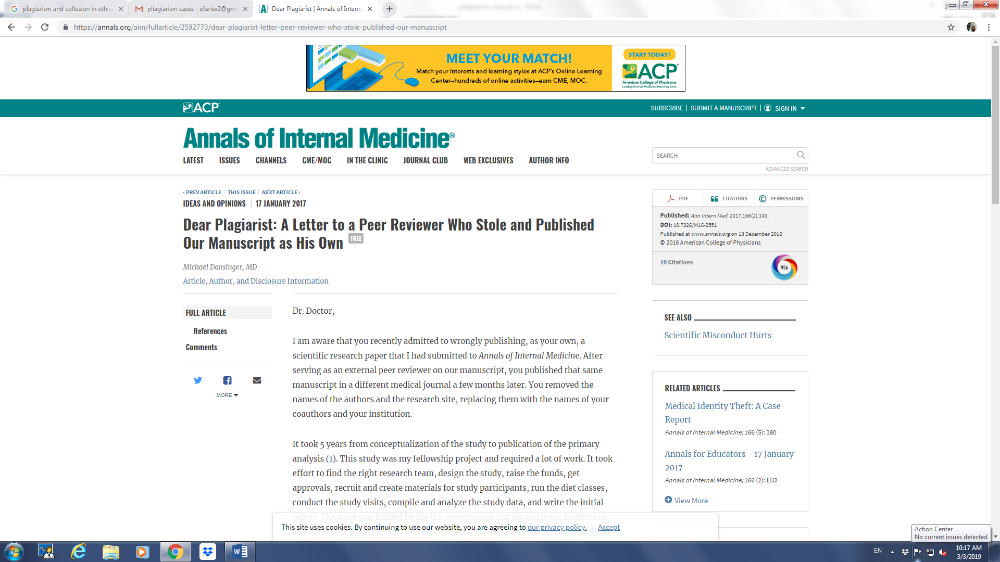 plagiarism and collusion in ethics
pliagiarism cases - efarisx2@gma
Dear Plagiarist | Annals of Interna
https://annals.org/aim/fullarticle/2592773/dear-plagiarist-letter-peer-reviewer-who-stole-published-our-manuscript
MEET YOUR MATCH!
Match your interests and learning styles at ACP's Online Learning
Center—hundreds of online activities—earn CME, MOC.
START TODAY!
ACP
American College of Physicians
Leading Internal Medicine, Improving Lives
ACP
SUBSCRIBE | SUBMIT A MANUSCRIPT | SIGN IN
Annals of Internal Medicine®
LATEST ISSUES CHANNELS CME/MOC IN THE CLINIC JOURNAL CLUB WEB EXCLUSIVES AUTHOR INFO
SEARCH
ADVANCED SEARCH
‹ PREV ARTICLE | THIS ISSUE | NEXT ARTICLE ›
IDEAS AND OPINIONS | 17 JANUARY 2017
Dear Plagiarist: A Letter to a Peer Reviewer Who Stole and Published
Our Manuscript as His Own FREE
Michael Dansinger, MD
Article, Author, and Disclosure Information
FULL ARTICLE
References
Comments
MORE
Dr. Doctor,
I am aware that you recently admitted to wrongly publishing, as your own, a
scientific research paper that I had submitted to Annals of Internal Medicine. After
serving as an external peer reviewer on our manuscript, you published that same
manuscript in a different medical journal a few months later. You removed the
names of the authors and the research site, replacing them with the names of your
coauthors and your institution.
It took 5 years from conceptualization of the study to publication of the primary
analysis (1). This study was my fellowship project and required a lot of work. It took
effort to find the right research team, design the study, raise the funds, get
approvals, recruit and create materials for study participants, run the diet classes,
conduct the study visits, compile and analyze the study data, and write the initial
report. The work was funded by the U.S. government and my academic institution.
This site uses cookies. By continuing to use our website, you are agreeing to our privacy policy. | Accept
PDF CITATIONS PERMISSIONS
Published: Ann Intern Med. 2017;166(2):143.
DOI: 10.7326/M16-2551
Published at www.annals.org on 13 December 2016
© 2016 American College of Physicians
10 Citations
956
SEE ALSO
Scientific Misconduct Hurts
RELATED ARTICLES
Medical Identity Theft: A Case
Report
Annals of Internal Medicine; 166 (5): 380
Annals for Educators - 17 January
2017
Annals of Internal Medicine; 166 (2): ED2
View More
Action Center
No current issues detected
EN
10:17 AM
3/3/2019